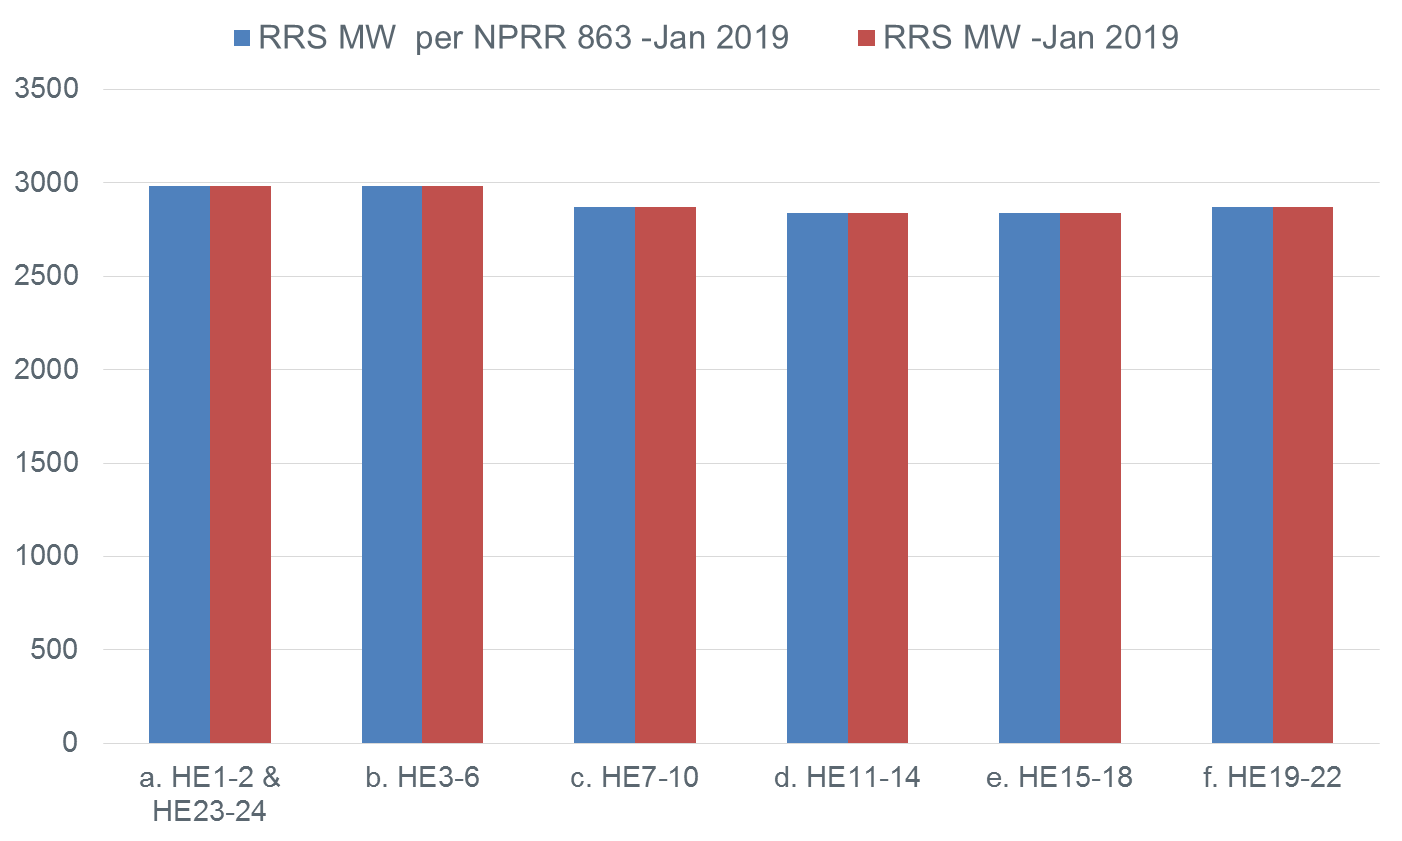 RRS MW  per NPRR 863 -Jan 2019
RRS MW -Jan 2019
3500
3000
2500
2000
1500
1000
500
0
a. HE1-2 &
HE23-24
b. HE3-6
c. HE7-10
d. HE11-14
e. HE15-18
f. HE19-22